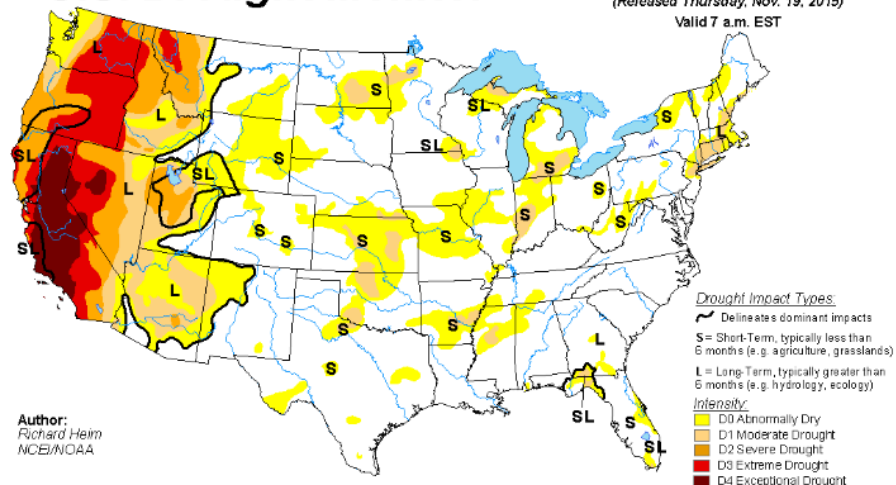 (Released Thursday, Nov. 19, 2015)
Valid 7 a.m. EST
L
L
S
SL
S
L
SL
SL
S
SL
L
S
S
S
S
S
S
S
S
SL
L
S
S
S
L
S
SL
S
SL
Drought Impact Types:
Delineates dominant impacts
S = Short-Term, typically less than
6 months (e.g. agriculture, grasslands)
L = Long-Term, typically greater than
6 months (e.g. hydrology, ecology)
Intensity:
D0 Abnormally Dry
D1 Moderate Drought
D2 Severe Drought
D3 Extreme Drought
D4 Exceptional Drought
Author:
Richard Heim
NCEI/NOAA